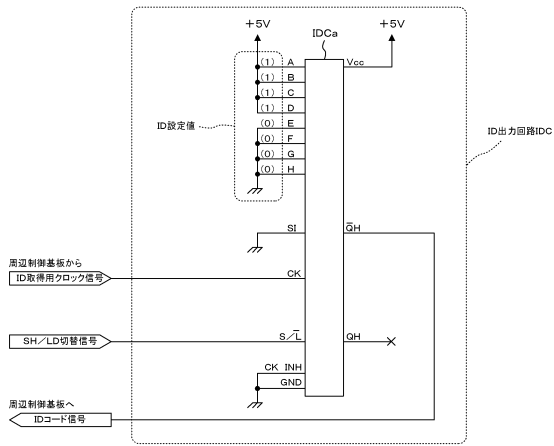 +5V
IDCa
+5V
(1) A
Vcc
(1) B
(1) C
(1) D
(0) E
(0) F
(0) G
(0) H
ID設定値
ID出力回路IDC
SI
Q̅H
周辺制御基板から
ID取得用クロック信号
CK
SH/LD切替信号
S/L̅
QH
CK INH
GND
周辺制御基板へ
IDコード信号